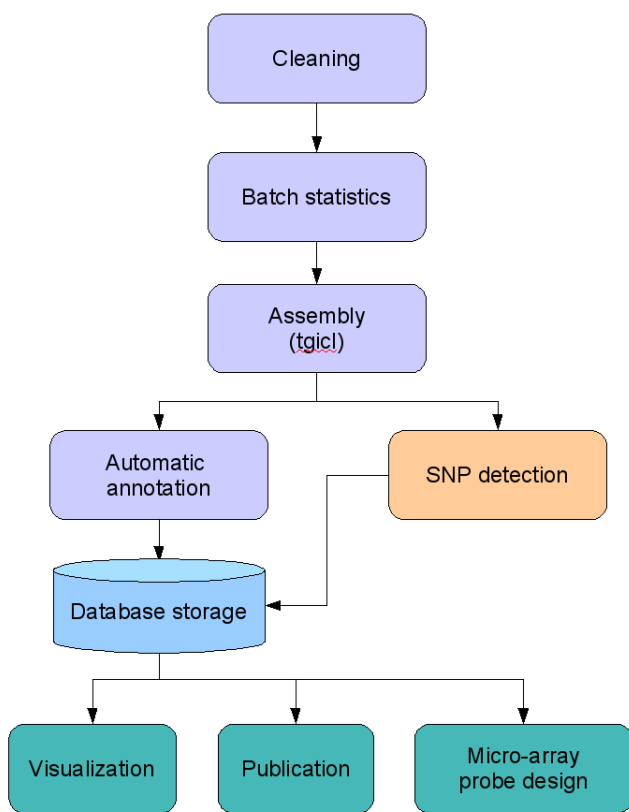 Cleaning
Batch statistics
Assembly
(tgicl)
Automatic
annotation
SNP detection
Database storage
Visualization
Publication
Micro-array
probe design